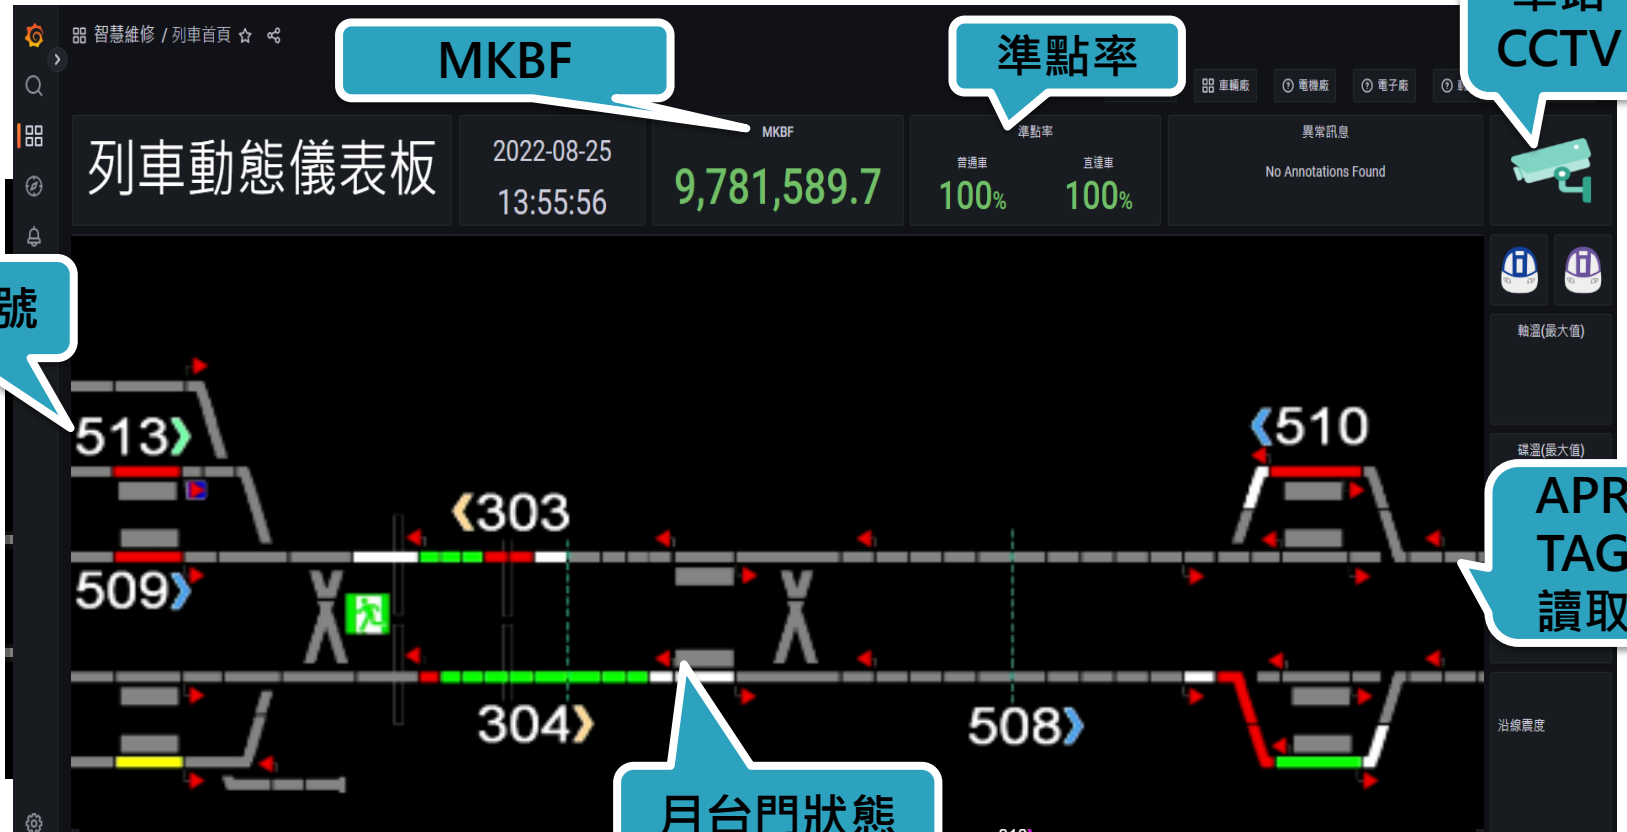 智慧維修 / 列車首頁
MKBF
準點率
CCTV
車輛廠
電機廠
電子廠
列車動態儀表板
2022-08-25
13:55:56
MKBF
9,781,589.7
準點率
普通車
直達車
100%
100%
異常訊息
No Annotations Found
號
軸溫(最大值)
513
510
碟溫(最大值)
303
APR
TAG
讀取
509
304
508
沿線震度
月台門狀態